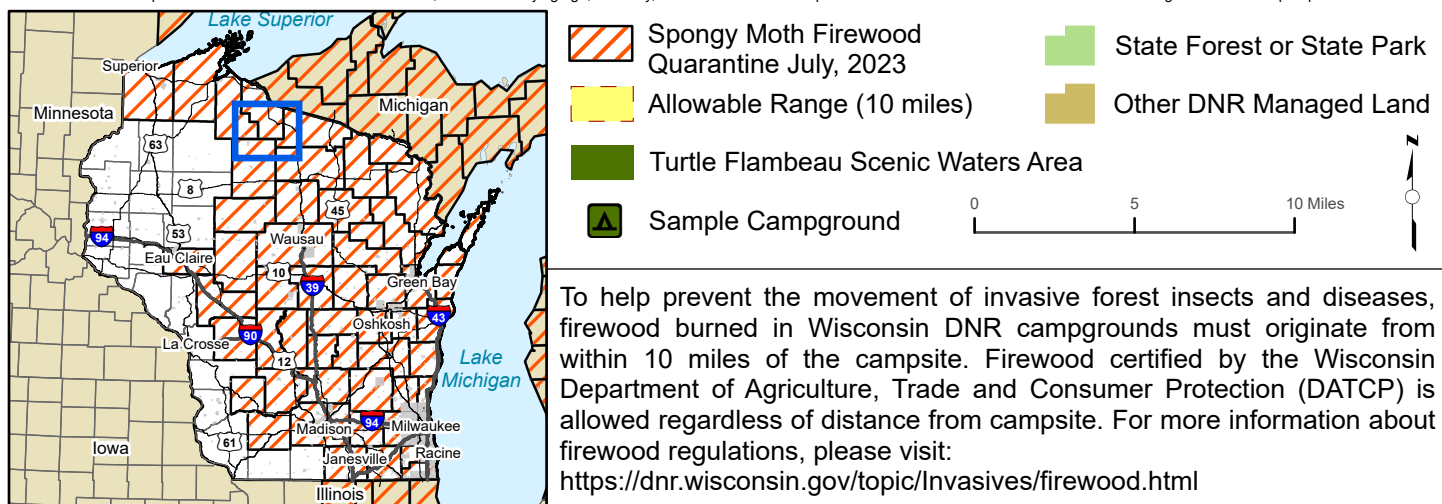 Lake Superior
Superior
Minnesota
Michigan
63
8
45
53
94
Wausau
Eau Claire
10
Green Bay
39
43
Oshkosh
90
La Crosse
12
Lake
Michigan
94
Madison
Milwaukee
61
Iowa
Janesville
Racine
Illinois
Spongy Moth Firewood
Quarantine July, 2023
Allowable Range (10 miles)
Turtle Flambeau Scenic Waters Area
Sample Campground
State Forest or State Park
Other DNR Managed Land
N
0 5 10 Miles
To help prevent the movement of invasive forest insects and diseases,
firewood burned in Wisconsin DNR campgrounds must originate from
within 10 miles of the campsite. Firewood certified by the Wisconsin
Department of Agriculture, Trade and Consumer Protection (DATCP) is
allowed regardless of distance from campsite. For more information about
firewood regulations, please visit:
https://dnr.wisconsin.gov/topic/Invasives/firewood.html